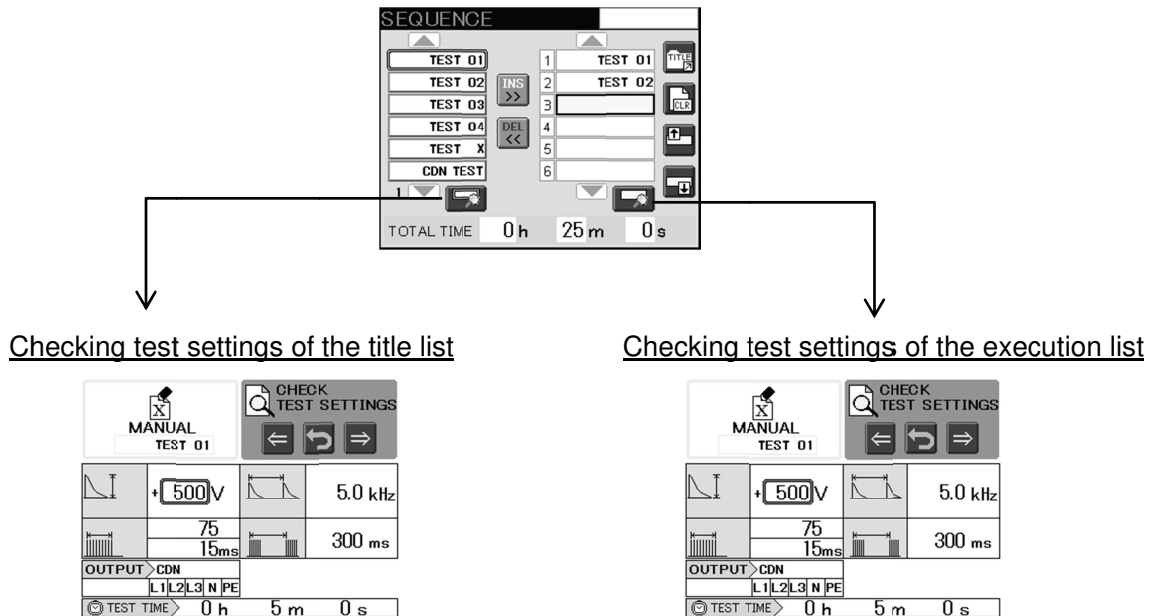 SEQUENCE
TEST 01 1 TEST 01 TITLE
TEST 02 INS >> 2 TEST 02
TEST 03 3 CLR
TEST 04 DEL << 4
TEST X 5
CDN TEST 6
1
TOTAL TIME 0 h 25 m 0 s
Checking test settings of the title list
MANUAL
TEST 01
CHECK
TEST SETTINGS
+ 500 V 5.0 kHz
75
15ms 300 ms
OUTPUT CDN
L1 L2 L3 N PE
TEST TIME 0 h 5 m 0 s
Checking test settings of the execution list
MANUAL
TEST 01
CHECK
TEST SETTINGS
+ 500 V 5.0 kHz
75
15ms 300 ms
OUTPUT CDN
L1 L2 L3 N PE
TEST TIME 0 h 5 m 0 s